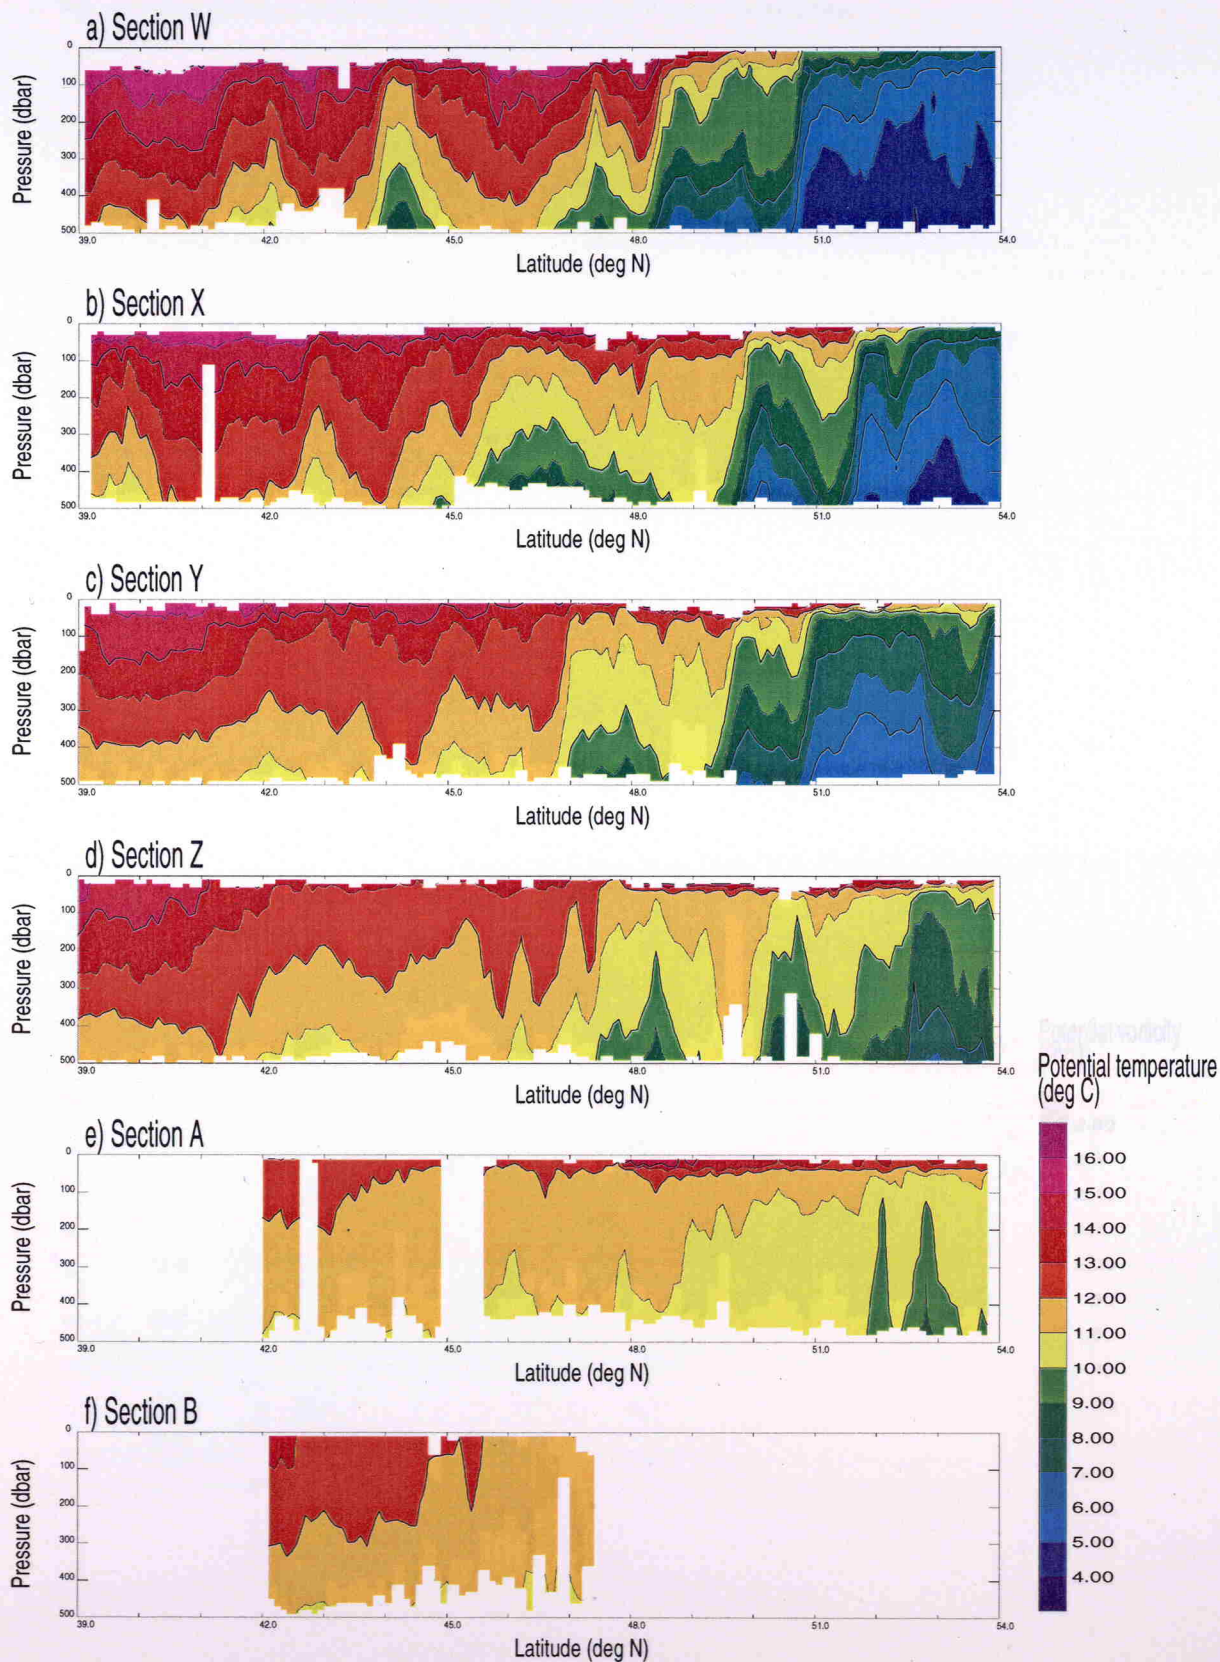 a) Section W
Pressure (dbar)
0
100
200
300
400
500
39.0 42.0 45.0 48.0 51.0 54.0
Latitude (deg N)
b) Section X
Pressure (dbar)
0
100
200
300
400
500
39.0 42.0 45.0 48.0 51.0 54.0
Latitude (deg N)
c) Section Y
Pressure (dbar)
0
100
200
300
400
500
39.0 42.0 45.0 48.0 51.0 54.0
Latitude (deg N)
d) Section Z
Pressure (dbar)
0
100
200
300
400
500
39.0 42.0 45.0 48.0 51.0 54.0
Latitude (deg N)
Potential vorticity
Potential temperature
(deg C)
16.00
15.00
14.00
13.00
12.00
11.00
10.00
9.00
8.00
7.00
6.00
5.00
4.00
e) Section A
Pressure (dbar)
0
100
200
300
400
500
39.0 42.0 45.0 48.0 51.0 54.0
Latitude (deg N)
f) Section B
Pressure (dbar)
0
100
200
300
400
500
39.0 42.0 45.0 48.0 51.0 54.0
Latitude (deg N)